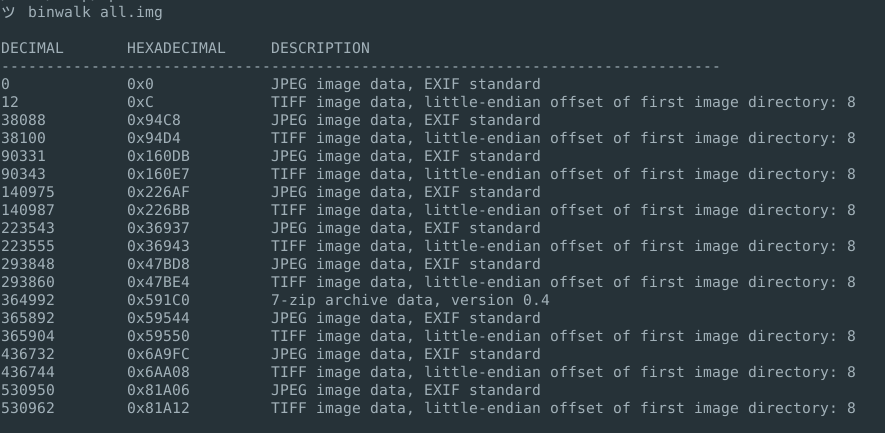 ツ binwalk all.img
DECIMAL HEXADECIMAL DESCRIPTION
--------------------------------------------------------------------------------
0 0x0 JPEG image data, EXIF standard
12 0xC TIFF image data, little-endian offset of first image directory: 8
38088 0x94C8 JPEG image data, EXIF standard
38100 0x94D4 TIFF image data, little-endian offset of first image directory: 8
90331 0x160DB JPEG image data, EXIF standard
90343 0x160E7 TIFF image data, little-endian offset of first image directory: 8
140975 0x226AF JPEG image data, EXIF standard
140987 0x226BB TIFF image data, little-endian offset of first image directory: 8
223543 0x36937 JPEG image data, EXIF standard
223555 0x36943 TIFF image data, little-endian offset of first image directory: 8
293848 0x47BD8 JPEG image data, EXIF standard
293860 0x47BE4 TIFF image data, little-endian offset of first image directory: 8
364992 0x591C0 7-zip archive data, version 0.4
365892 0x59544 JPEG image data, EXIF standard
365904 0x59550 TIFF image data, little-endian offset of first image directory: 8
436732 0x6A9FC JPEG image data, EXIF standard
436744 0x6AA08 TIFF image data, little-endian offset of first image directory: 8
530950 0x81A06 JPEG image data, EXIF standard
530962 0x81A12 TIFF image data, little-endian offset of first image directory: 8